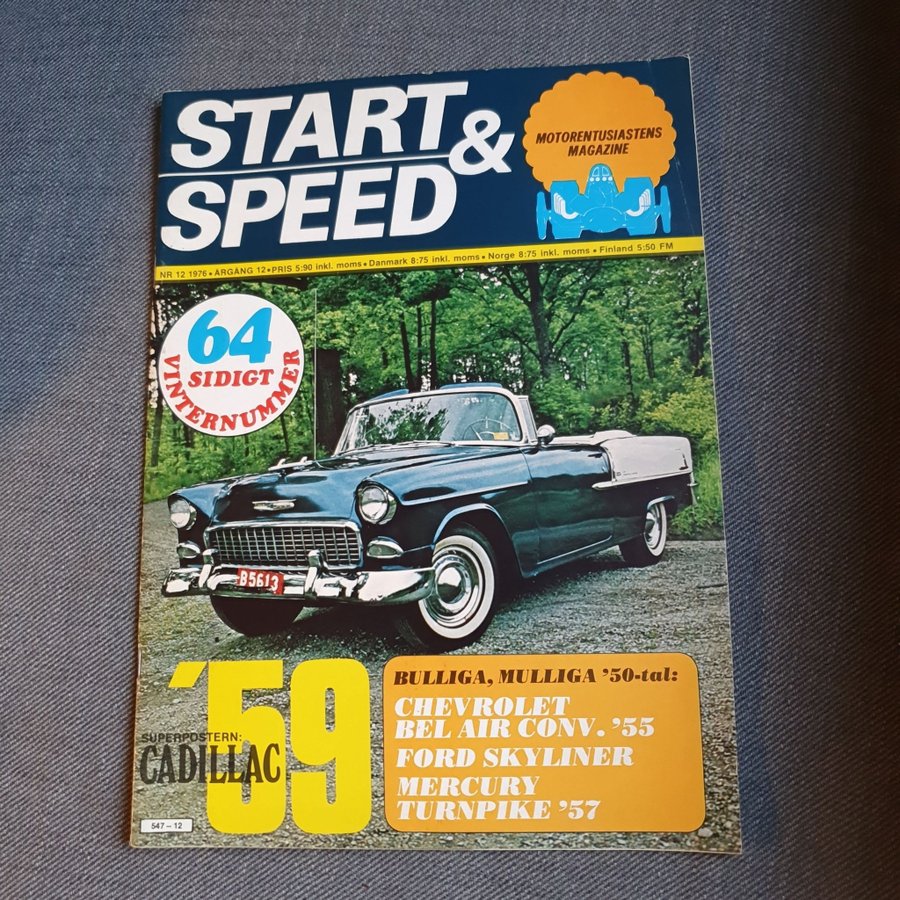 START &
SPEED
MOTORENTUSIASTENS
MAGAZINE
NR 12 1976 • ÅRGÅNG 12 • PRIS 5:90 inkl. moms • Danmark 8:75 inkl. moms • Norge 8:75 inkl. moms • Finland 5:50 FM
64
SIDIGT
VINTERNUMMER
B5613
'59
SUPERPOSTERN:
CADILLAC
547-12
BULLIGA, MULLIGA '50-tal:
CHEVROLET
BEL AIR CONV. '55
FORD SKYLINER
MERCURY
TURNPIKE '57